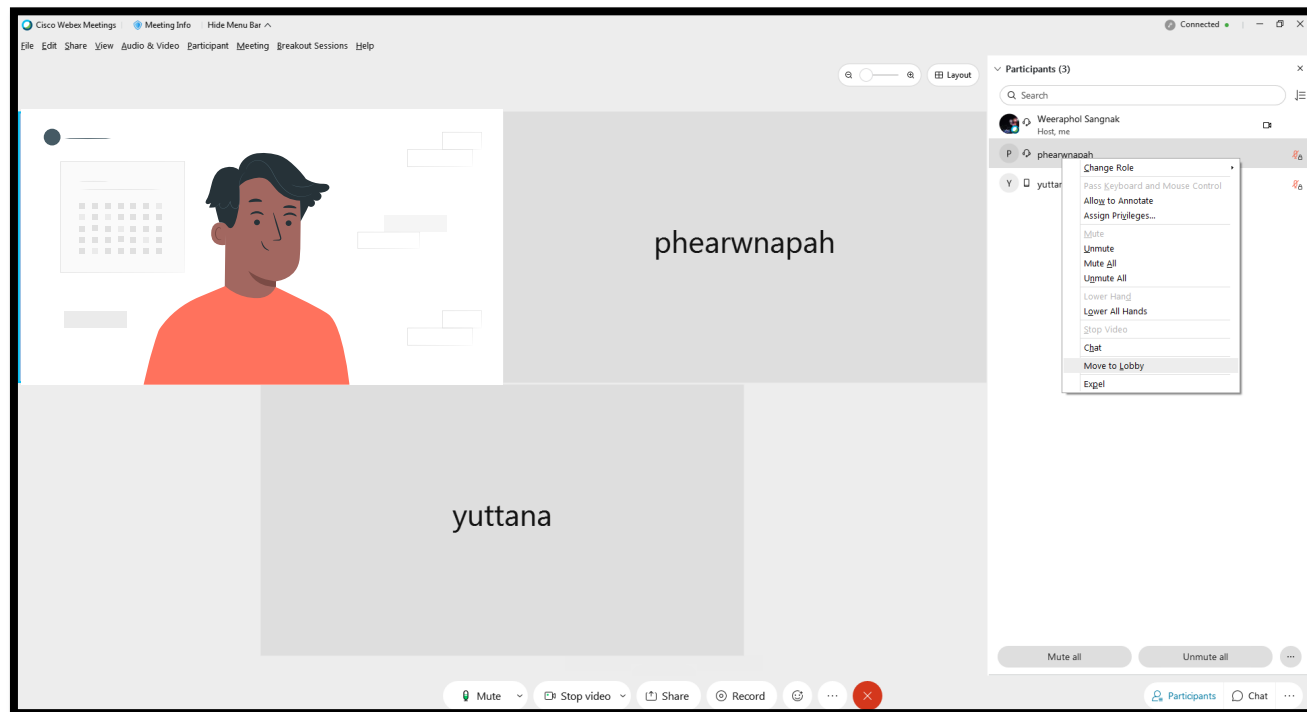 Cisco Webex Meetings Meeting Info Hide Menu Bar Connected
File Edit Share View Audio & Video Participant Meeting Breakout Sessions Help
Layout
Participants (3)
Search
Weeraphol Sangnak
Host, me
P phearwnapah
Y yuttan
Change Role
Pass Keyboard and Mouse Control
Allow to Annotate
Assign Privileges...
Mute
Unmute
Mute All
Unmute All
Lower Hand
Lower All Hands
Stop Video
Chat
Move to Lobby
Expel
phearwnapah
yuttana
Mute all Unmute all
Mute Stop video Share Record Participants Chat